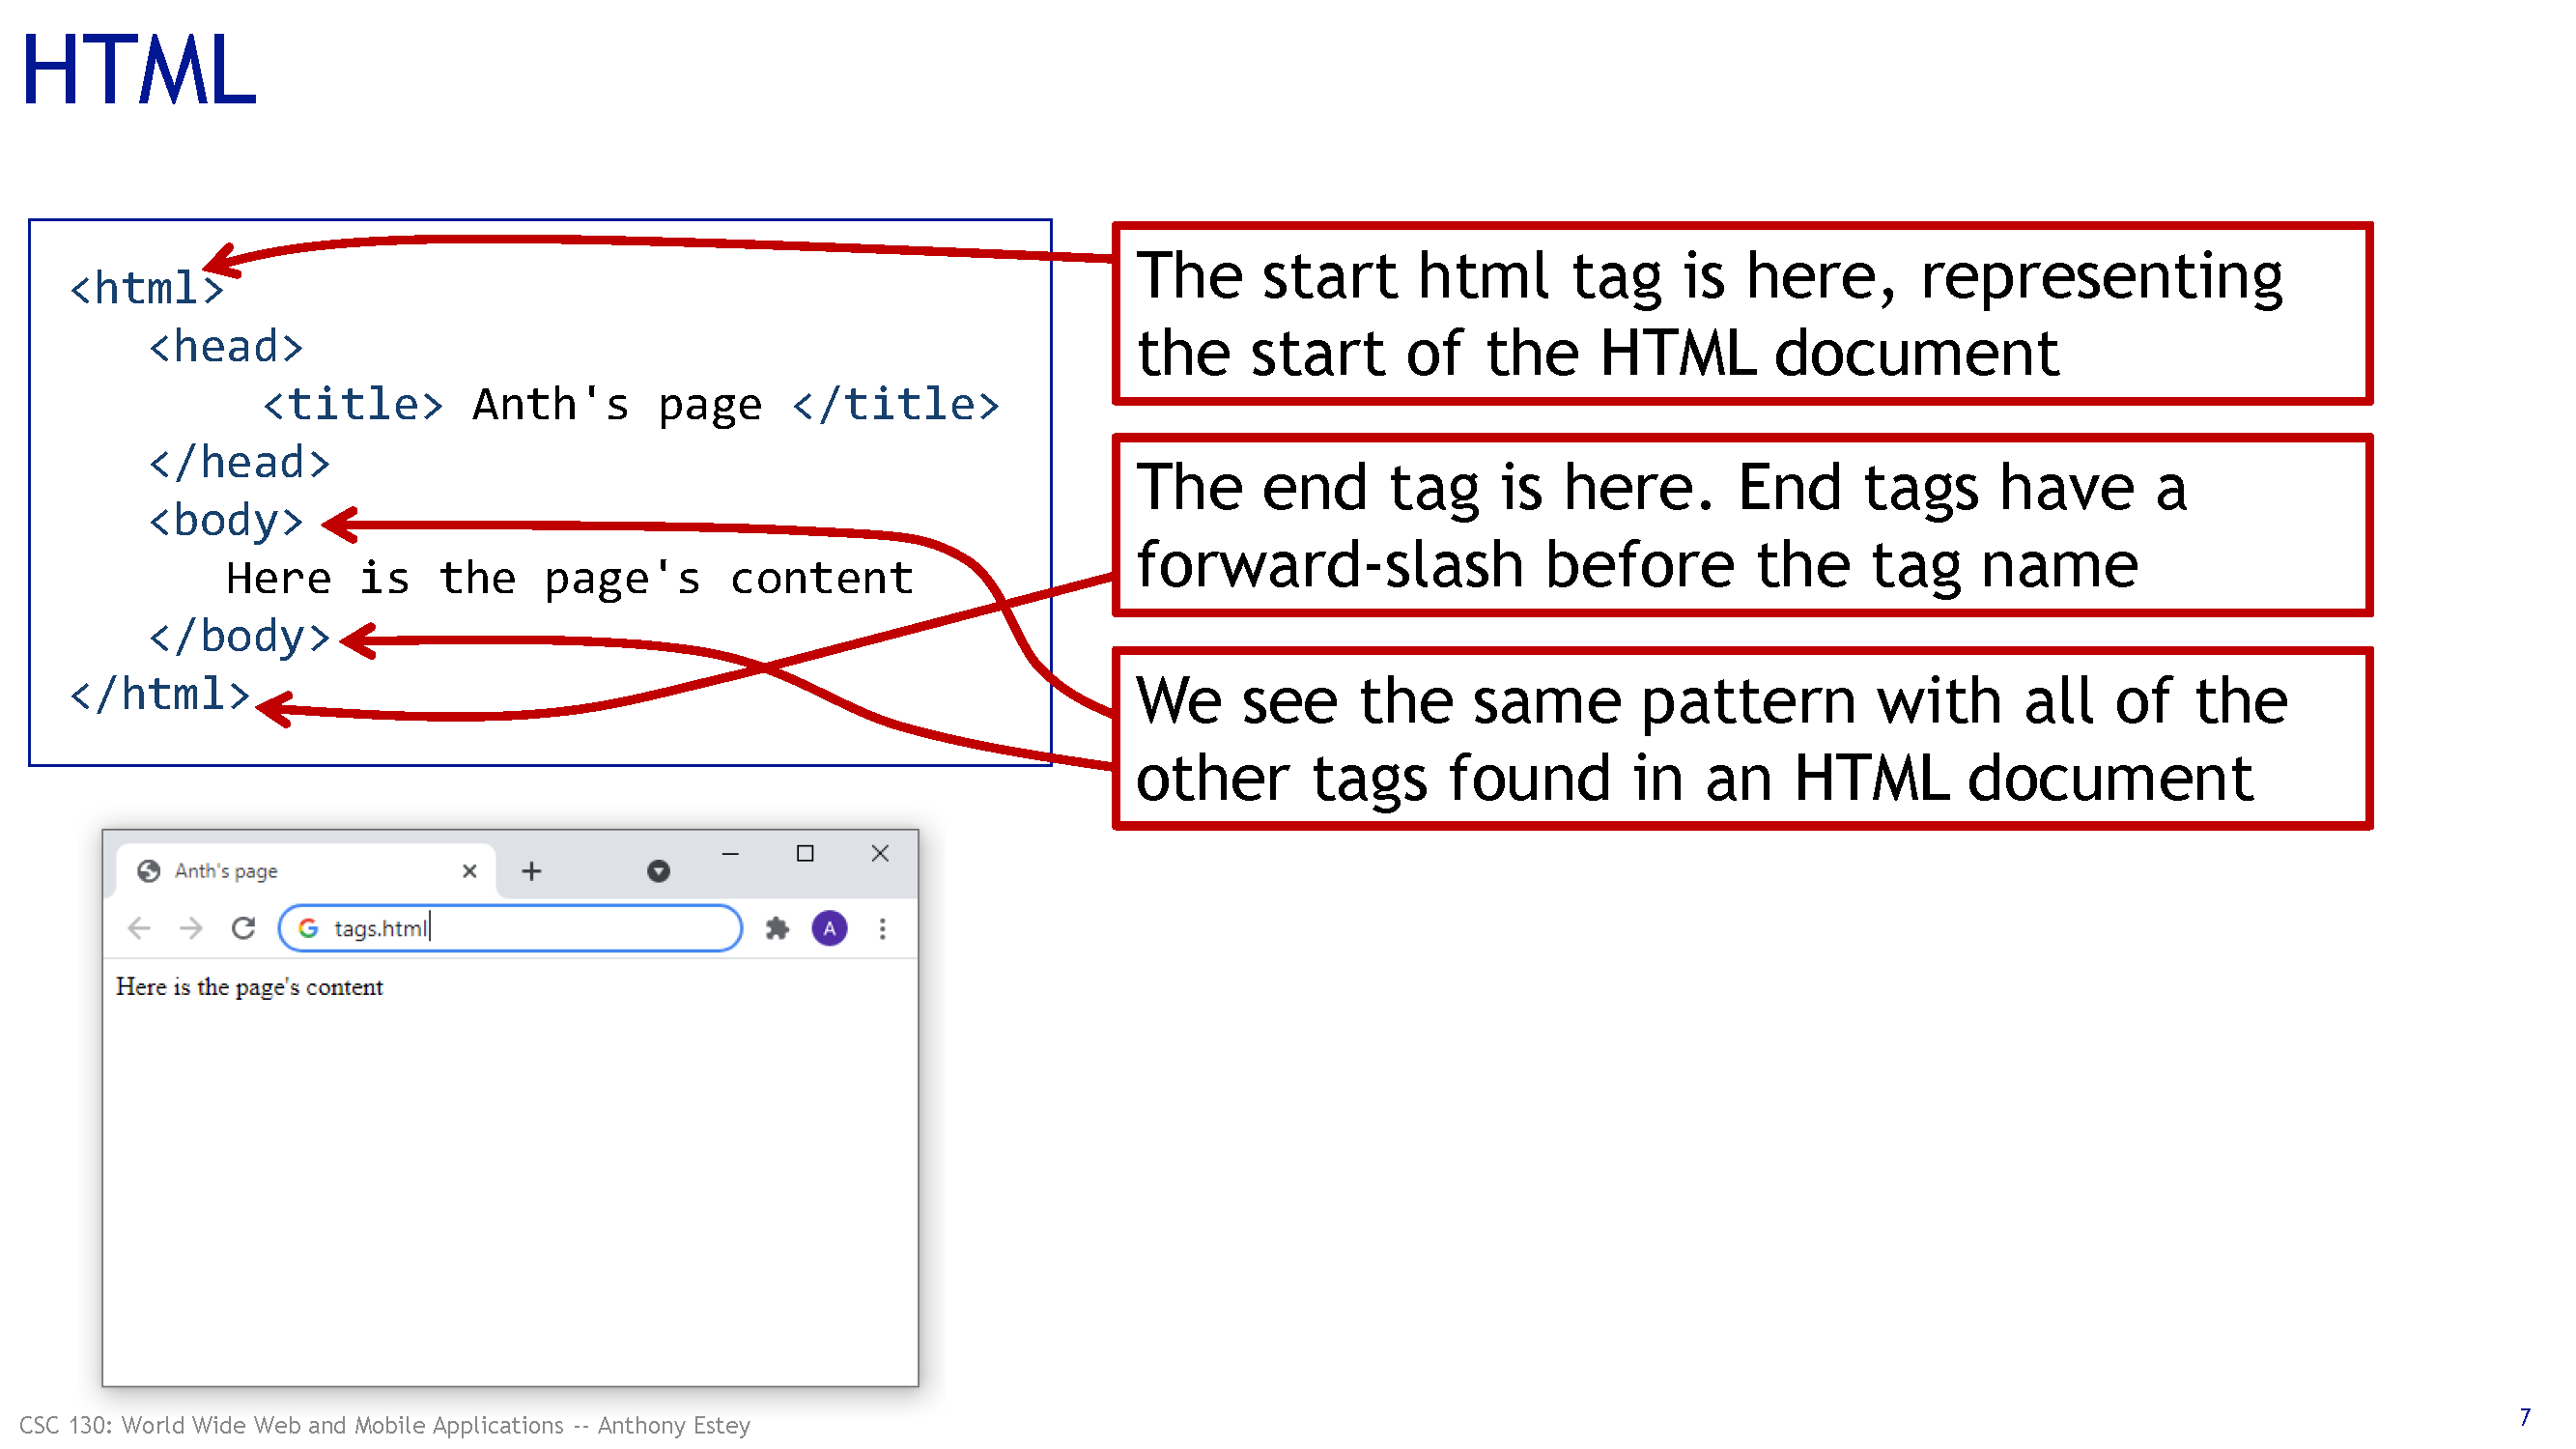 HTML
<html>
<head>
<title> Anth's page </title>
</head>
<body>
Here is the page's content
</body>
</html>
The start html tag is here, representing
the start of the HTML document
The end tag is here. End tags have a
forward-slash before the tag name
We see the same pattern with all of the
other tags found in an HTML document
Anth's page
tags.html
A
Here is the page's content
CSC 130: World Wide Web and Mobile Applications -- Anthony Estey
7